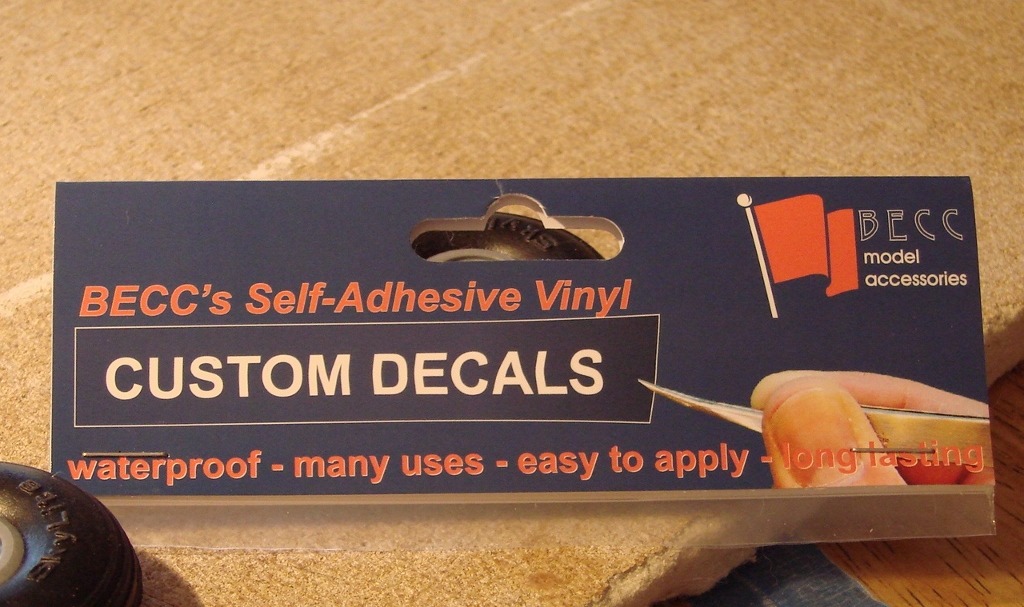 BECC
model
accessories
BECC's Self-Adhesive Vinyl
CUSTOM DECALS
waterproof - many uses - easy to apply - long lasting